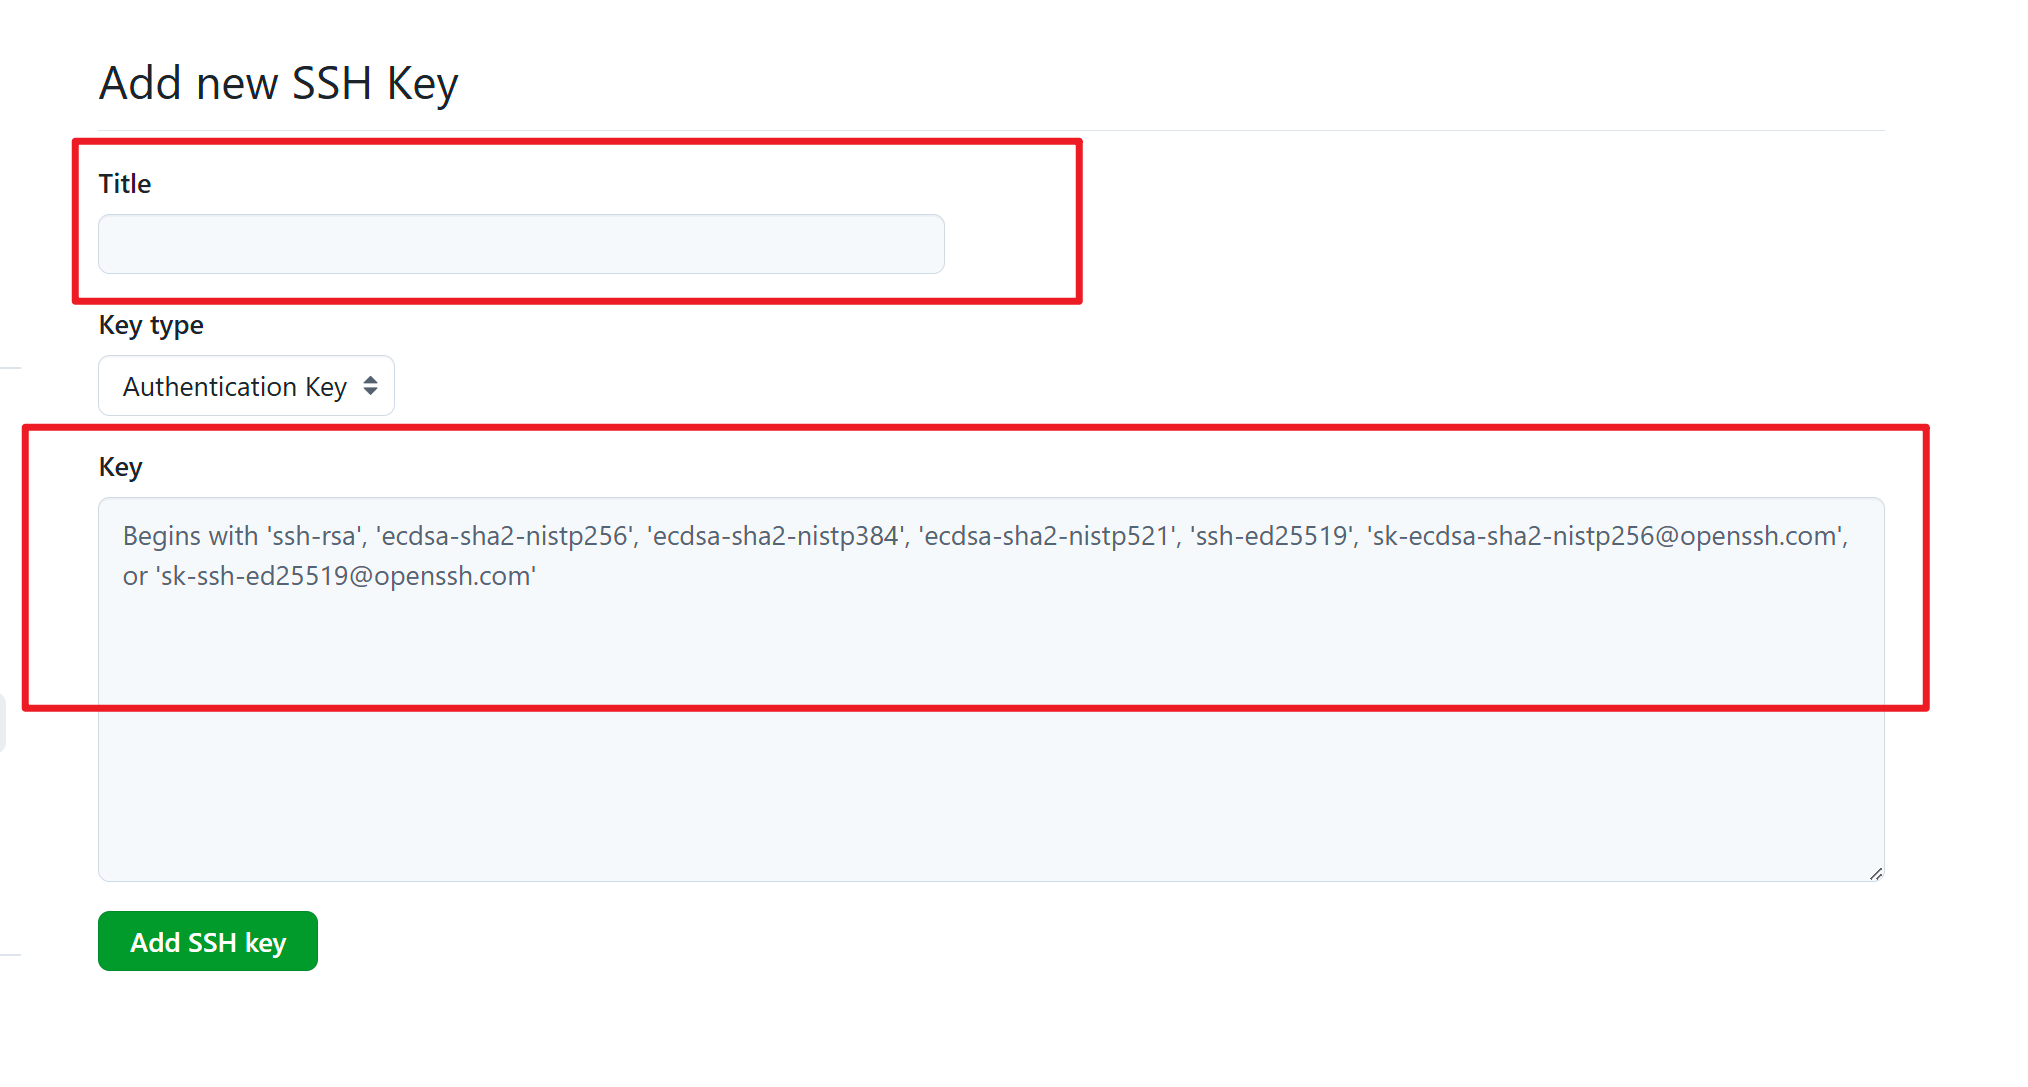 Add new SSH Key
Title
Key type
Authentication Key
Key
Begins with 'ssh-rsa', 'ecdsa-sha2-nistp256', 'ecdsa-sha2-nistp384', 'ecdsa-sha2-nistp521', 'ssh-ed25519', 'sk-ecdsa-sha2-nistp256@openssh.com',
or 'sk-ssh-ed25519@openssh.com'
Add SSH key